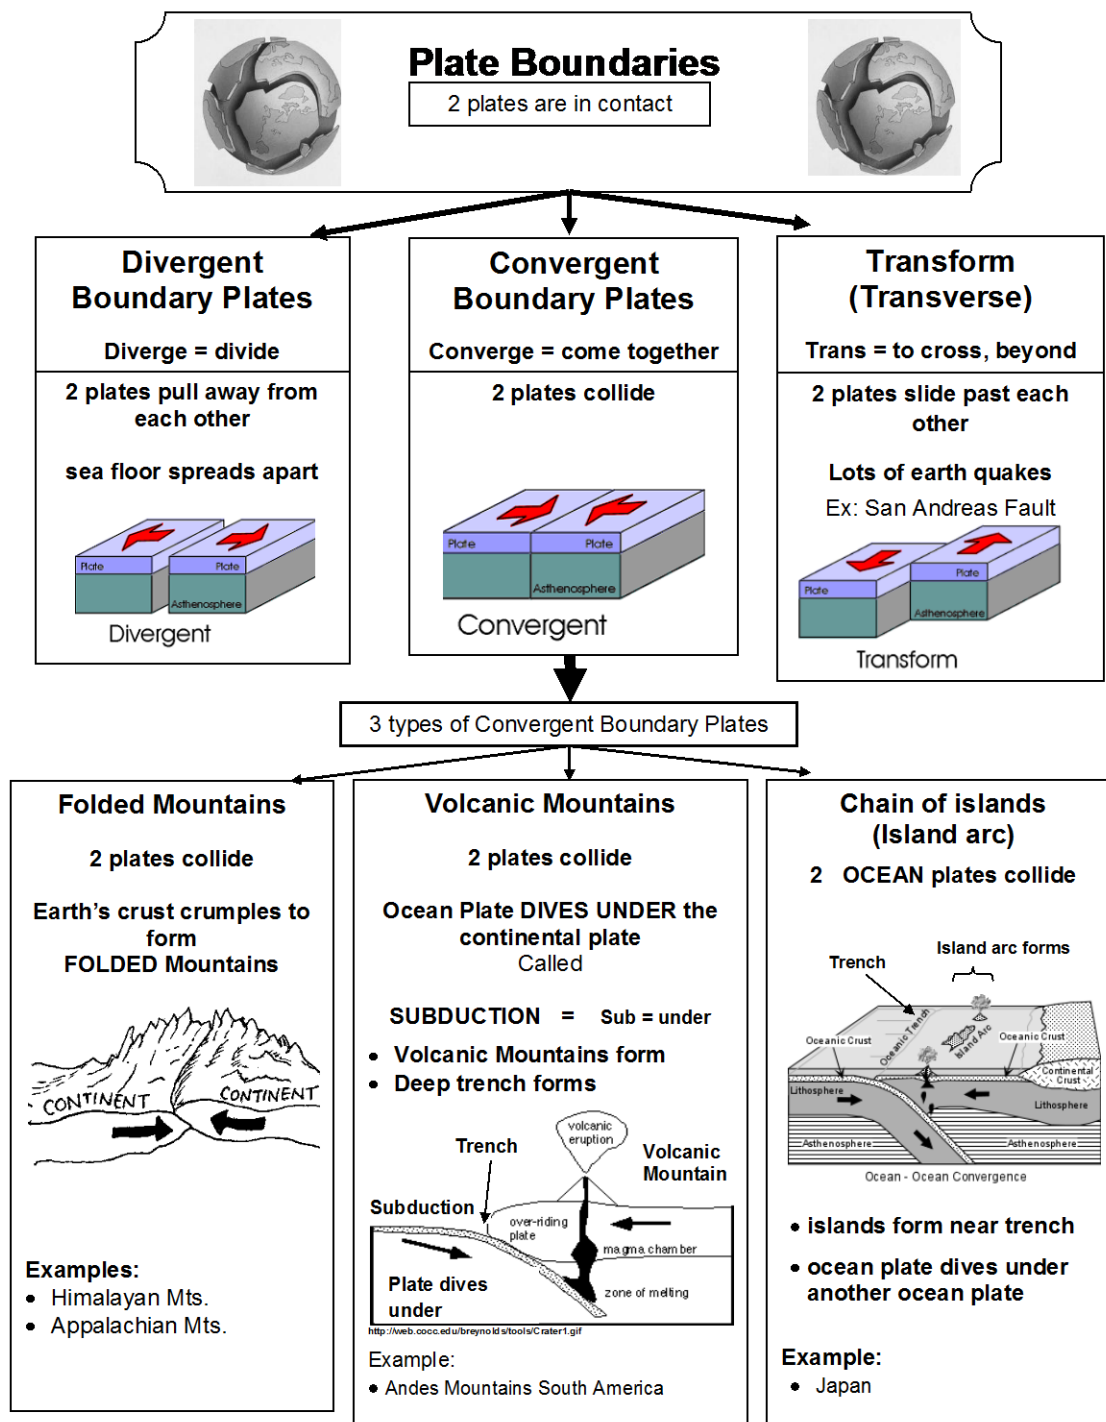 Plate Boundaries
2 plates are in contact
Divergent
Boundary Plates
Diverge = divide
2 plates pull away from
each other
sea floor spreads apart
Plate
Plate
Asthenosphere
Divergent
Convergent
Boundary Plates
Converge = come together
2 plates collide
Plate
Plate
Asthenosphere
Convergent
Transform
(Transverse)
Trans = to cross, beyond
2 plates slide past each
other
Lots of earth quakes
Ex: San Andreas Fault
Plate
Plate
Asthenosphere
Transform
3 types of Convergent Boundary Plates
Folded Mountains
2 plates collide
Earth's crust crumples to
form
FOLDED Mountains
CONTINENT
CONTINENT
Examples:
• Himalayan Mts.
• Appalachian Mts.
Volcanic Mountains
2 plates collide
Ocean Plate DIVES UNDER the
continental plate
Called
SUBDUCTION = Sub = under
• Volcanic Mountains form
• Deep trench forms
volcanic
eruption
Trench
Volcanic
Mountain
Subduction
over-riding
plate
magma chamber
Plate dives
under
zone of melting
http://web.cocc.edu/breynolds/tools/Crater1.gif
Example:
• Andes Mountains South America
Chain of islands
(Island arc)
2 OCEAN plates collide
Island arc forms
Trench
Oceanic Trench
Island Arc
Oceanic Crust
Oceanic Crust
Continental
Crust
Lithosphere
Lithosphere
Asthenosphere
Asthenosphere
Ocean - Ocean Convergence
• islands form near trench
• ocean plate dives under
another ocean plate
Example:
• Japan